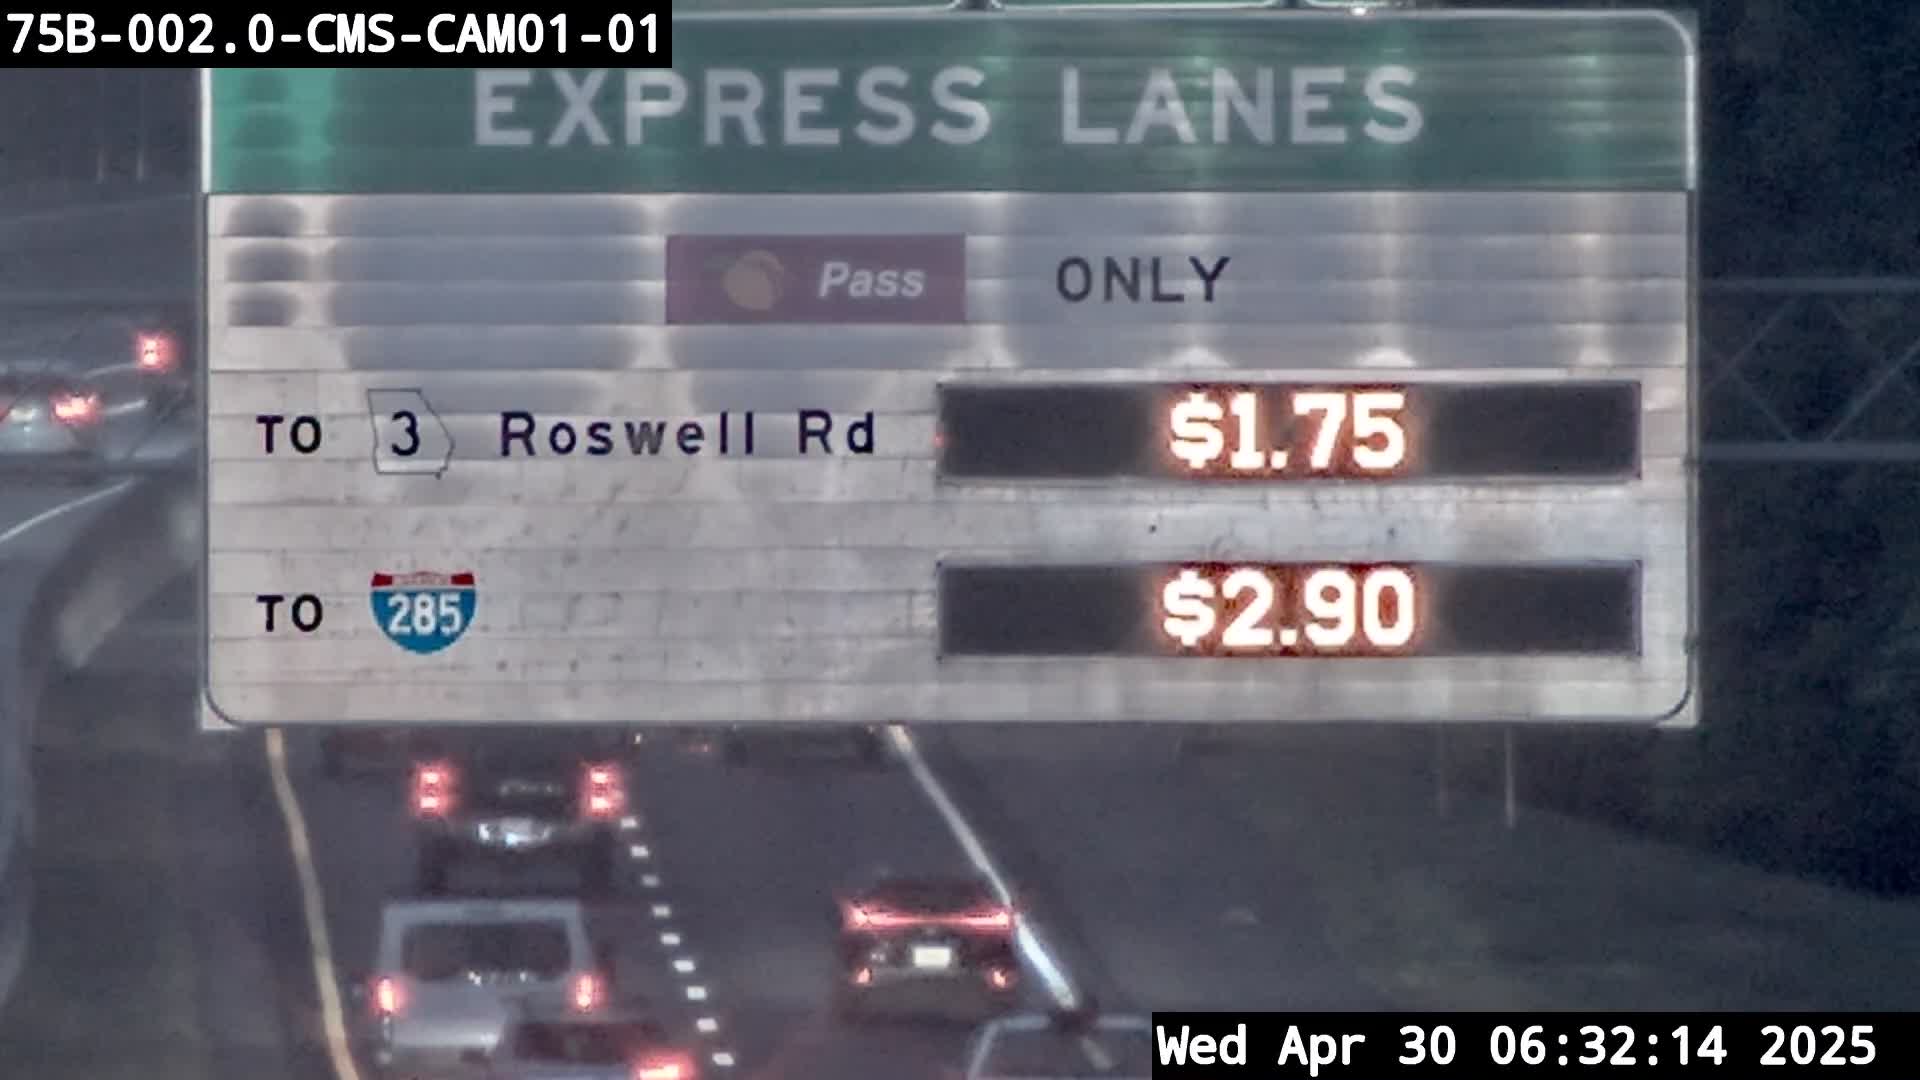 75B-002.0-CMS-CAM01-01
EXPRESS LANES
Pass ONLY
TO 3 Roswell Rd $1.75
TO 285 $2.90
Wed Apr 30 06:32:14 2025